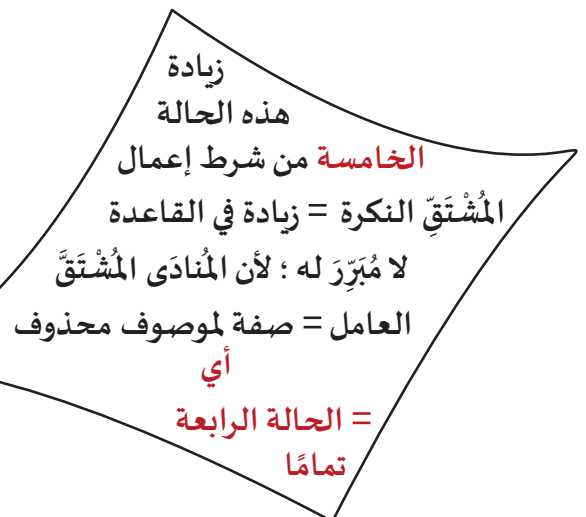 زيادة
هذه الحالة
الخامسة من شرط إعمال
المُشْتَقِّ النكرة = زيادة في القاعدة
لا مُبَرِّرَ له ؛ لأن المُنادَى المُشْتَقَّ
العامل = صفة لموصوف محذوف
أي
= الحالة الرابعة
تمامًا